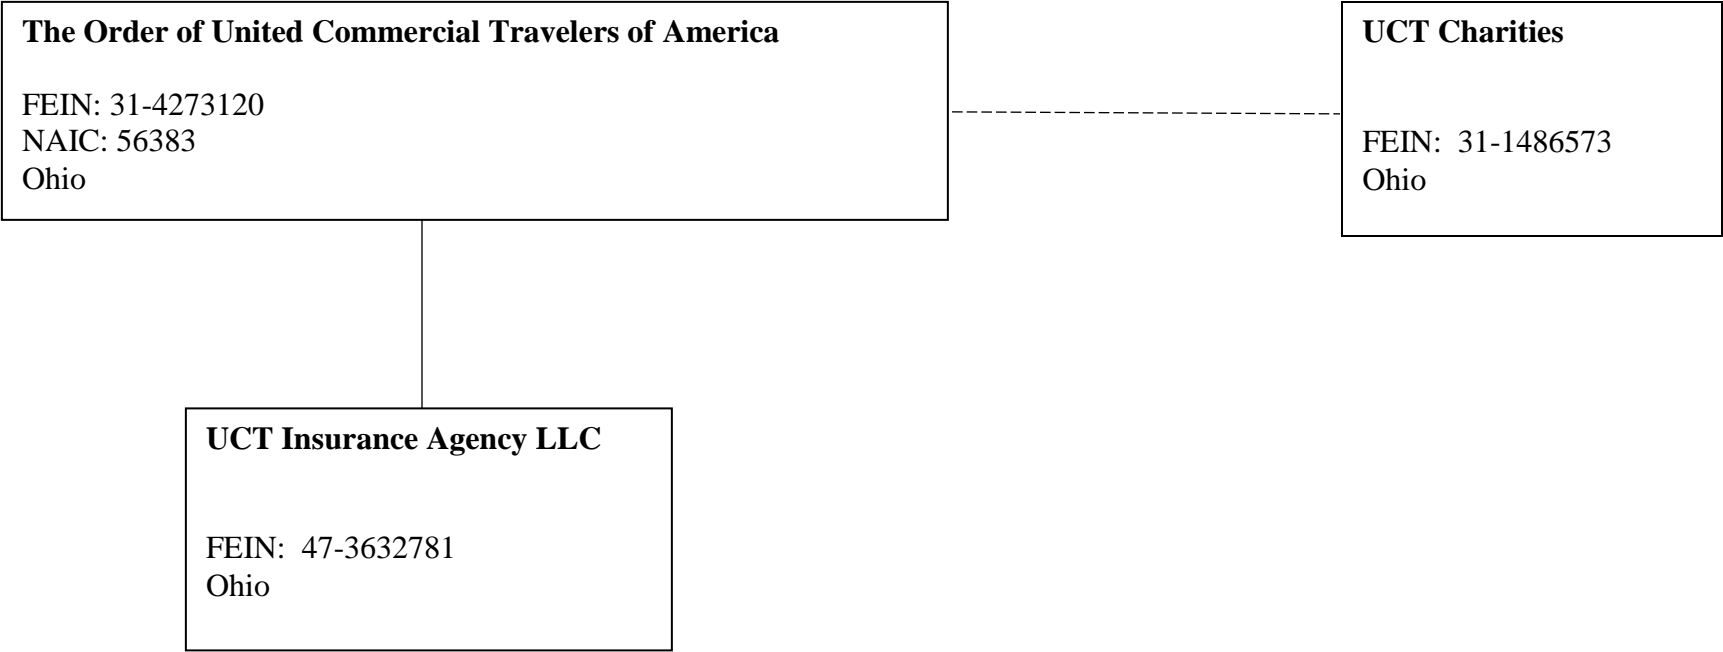 The Order of United Commercial Travelers of America
FEIN: 31-4273120
NAIC: 56383
Ohio
UCT Charities
FEIN:  31-1486573
Ohio
UCT Insurance Agency LLC
FEIN:  47-3632781
Ohio